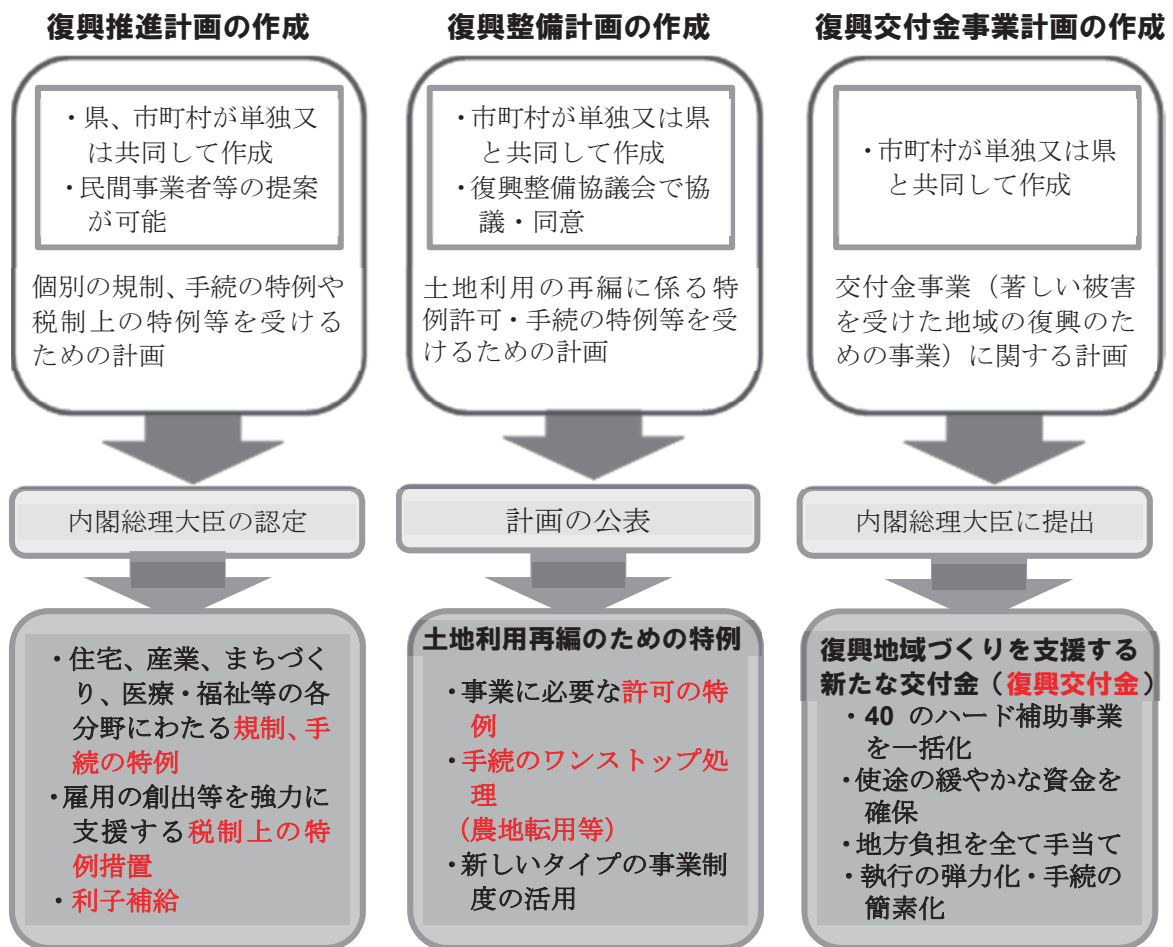 復興推進計画の作成
・県、市町村が単独又
は共同して作成
・民間事業者等の提案
が可能
個別の規制、手続の特例や
税制上の特例等を受ける
ための計画
内閣総理大臣の認定
・住宅、産業、まちづく
り、医療・福祉等の各
分野にわたる規制、手
続の特例
・雇用の創出等を強力に
支援する税制上の特
例措置
・利子補給
復興整備計画の作成
・市町村が単独又は県
と共同して作成
・復興整備協議会で協
議・同意
土地利用の再編に係る特
例許可・手続の特例等を受
けるための計画
計画の公表
土地利用再編のための特例
・事業に必要な許可の特
例
・手続のワンストップ処
理
（農地転用等）
・新しいタイプの事業制
度の活用
復興交付金事業計画の作成
・市町村が単独又は県
と共同して作成
交付金事業（著しい被害
を受けた地域の復興のた
めの事業）に関する計画
内閣総理大臣に提出
復興地域づくりを支援する
新たな交付金（復興交付金）
・40 のハード補助事業
を一括化
・使途の緩やかな資金を
確保
・地方負担を全て手当て
・執行の弾力化・手続の
簡素化